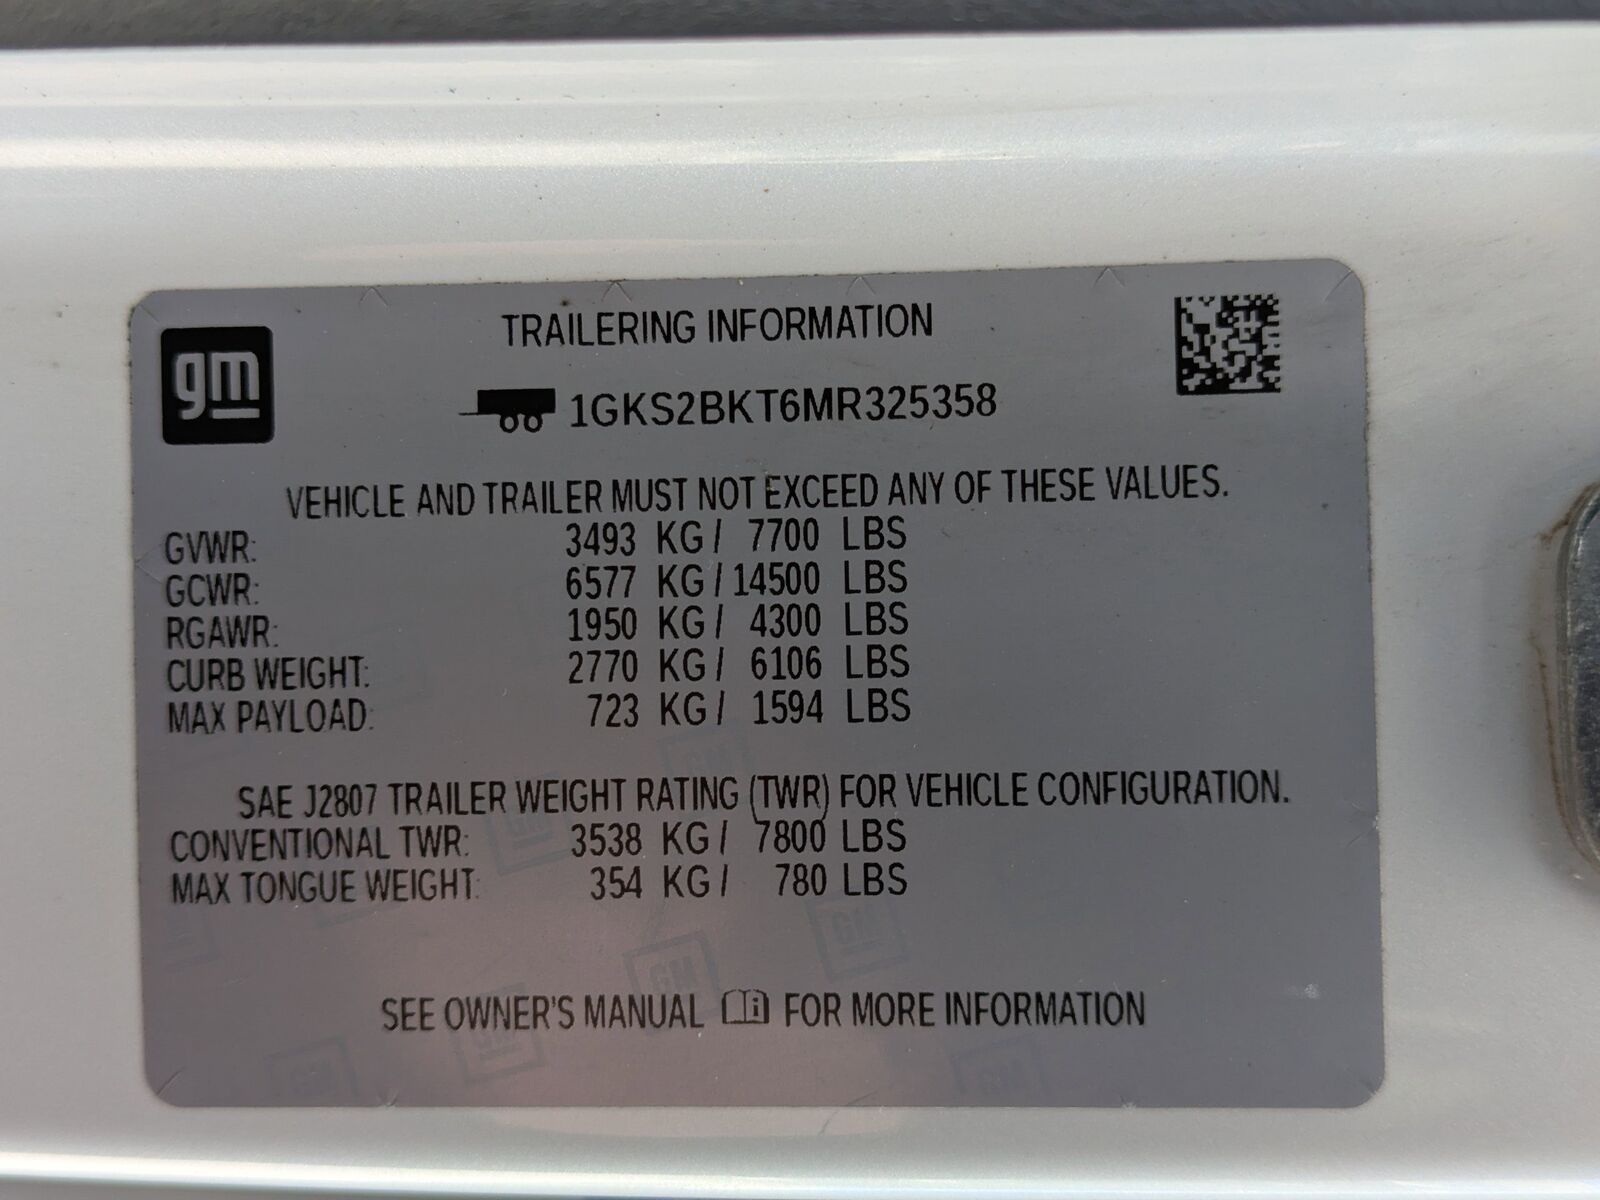 gm
TRAILERING INFORMATION
1GKS2BKT6MR325358
VEHICLE AND TRAILER MUST NOT EXCEED ANY OF THESE VALUES.
GVWR: 3493 KG / 7700 LBS
GCWR: 6577 KG / 14500 LBS
RGAWR: 1950 KG / 4300 LBS
CURB WEIGHT: 2770 KG / 6106 LBS
MAX PAYLOAD: 723 KG / 1594 LBS
SAE J2807 TRAILER WEIGHT RATING (TWR) FOR VEHICLE CONFIGURATION.
CONVENTIONAL TWR: 3538 KG / 7800 LBS
MAX TONGUE WEIGHT: 354 KG / 780 LBS
SEE OWNER'S MANUAL i FOR MORE INFORMATION